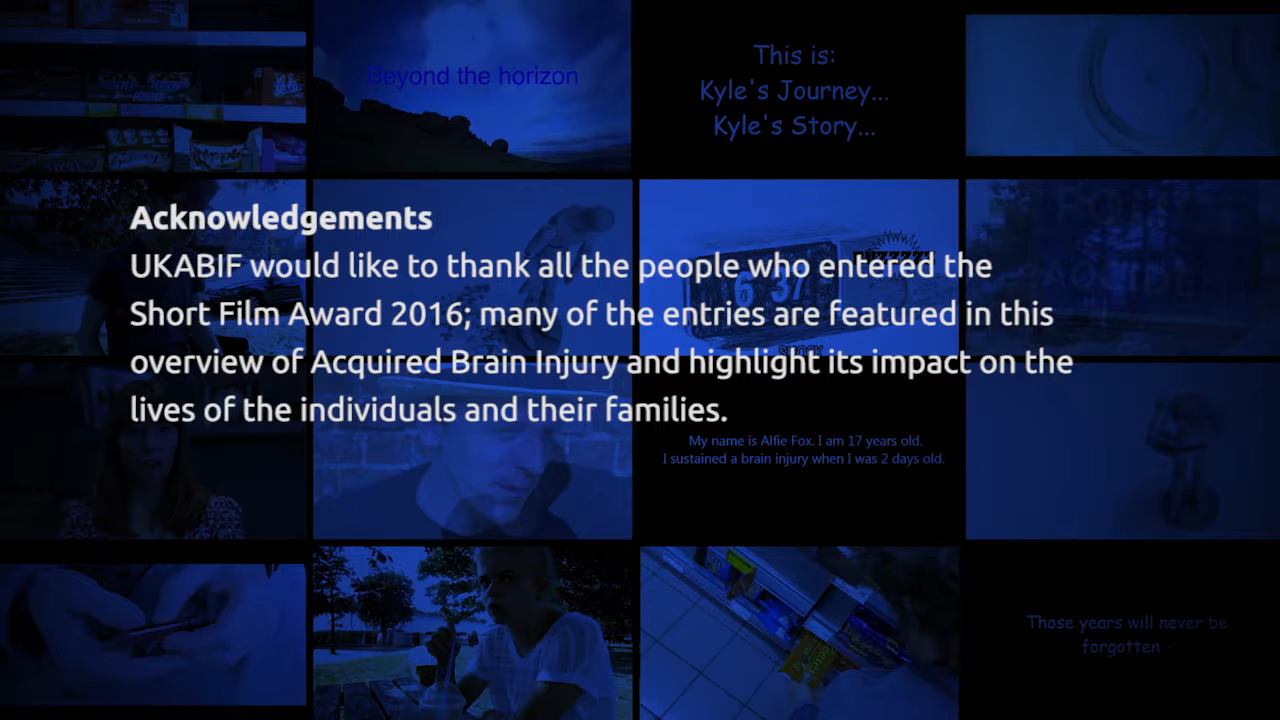 Beyond the horizon
This is:
Kyle's Journey...
Kyle's Story...
Acknowledgements
UKABIF would like to thank all the people who entered the
Short Film Award 2016; many of the entries are featured in this
overview of Acquired Brain Injury and highlight its impact on the
lives of the individuals and their families.
6 37
SHOCK
My name is Alfie Fox. I am 17 years old.
I sustained a brain injury when I was 2 days old.
Those years will never be
forgotten -